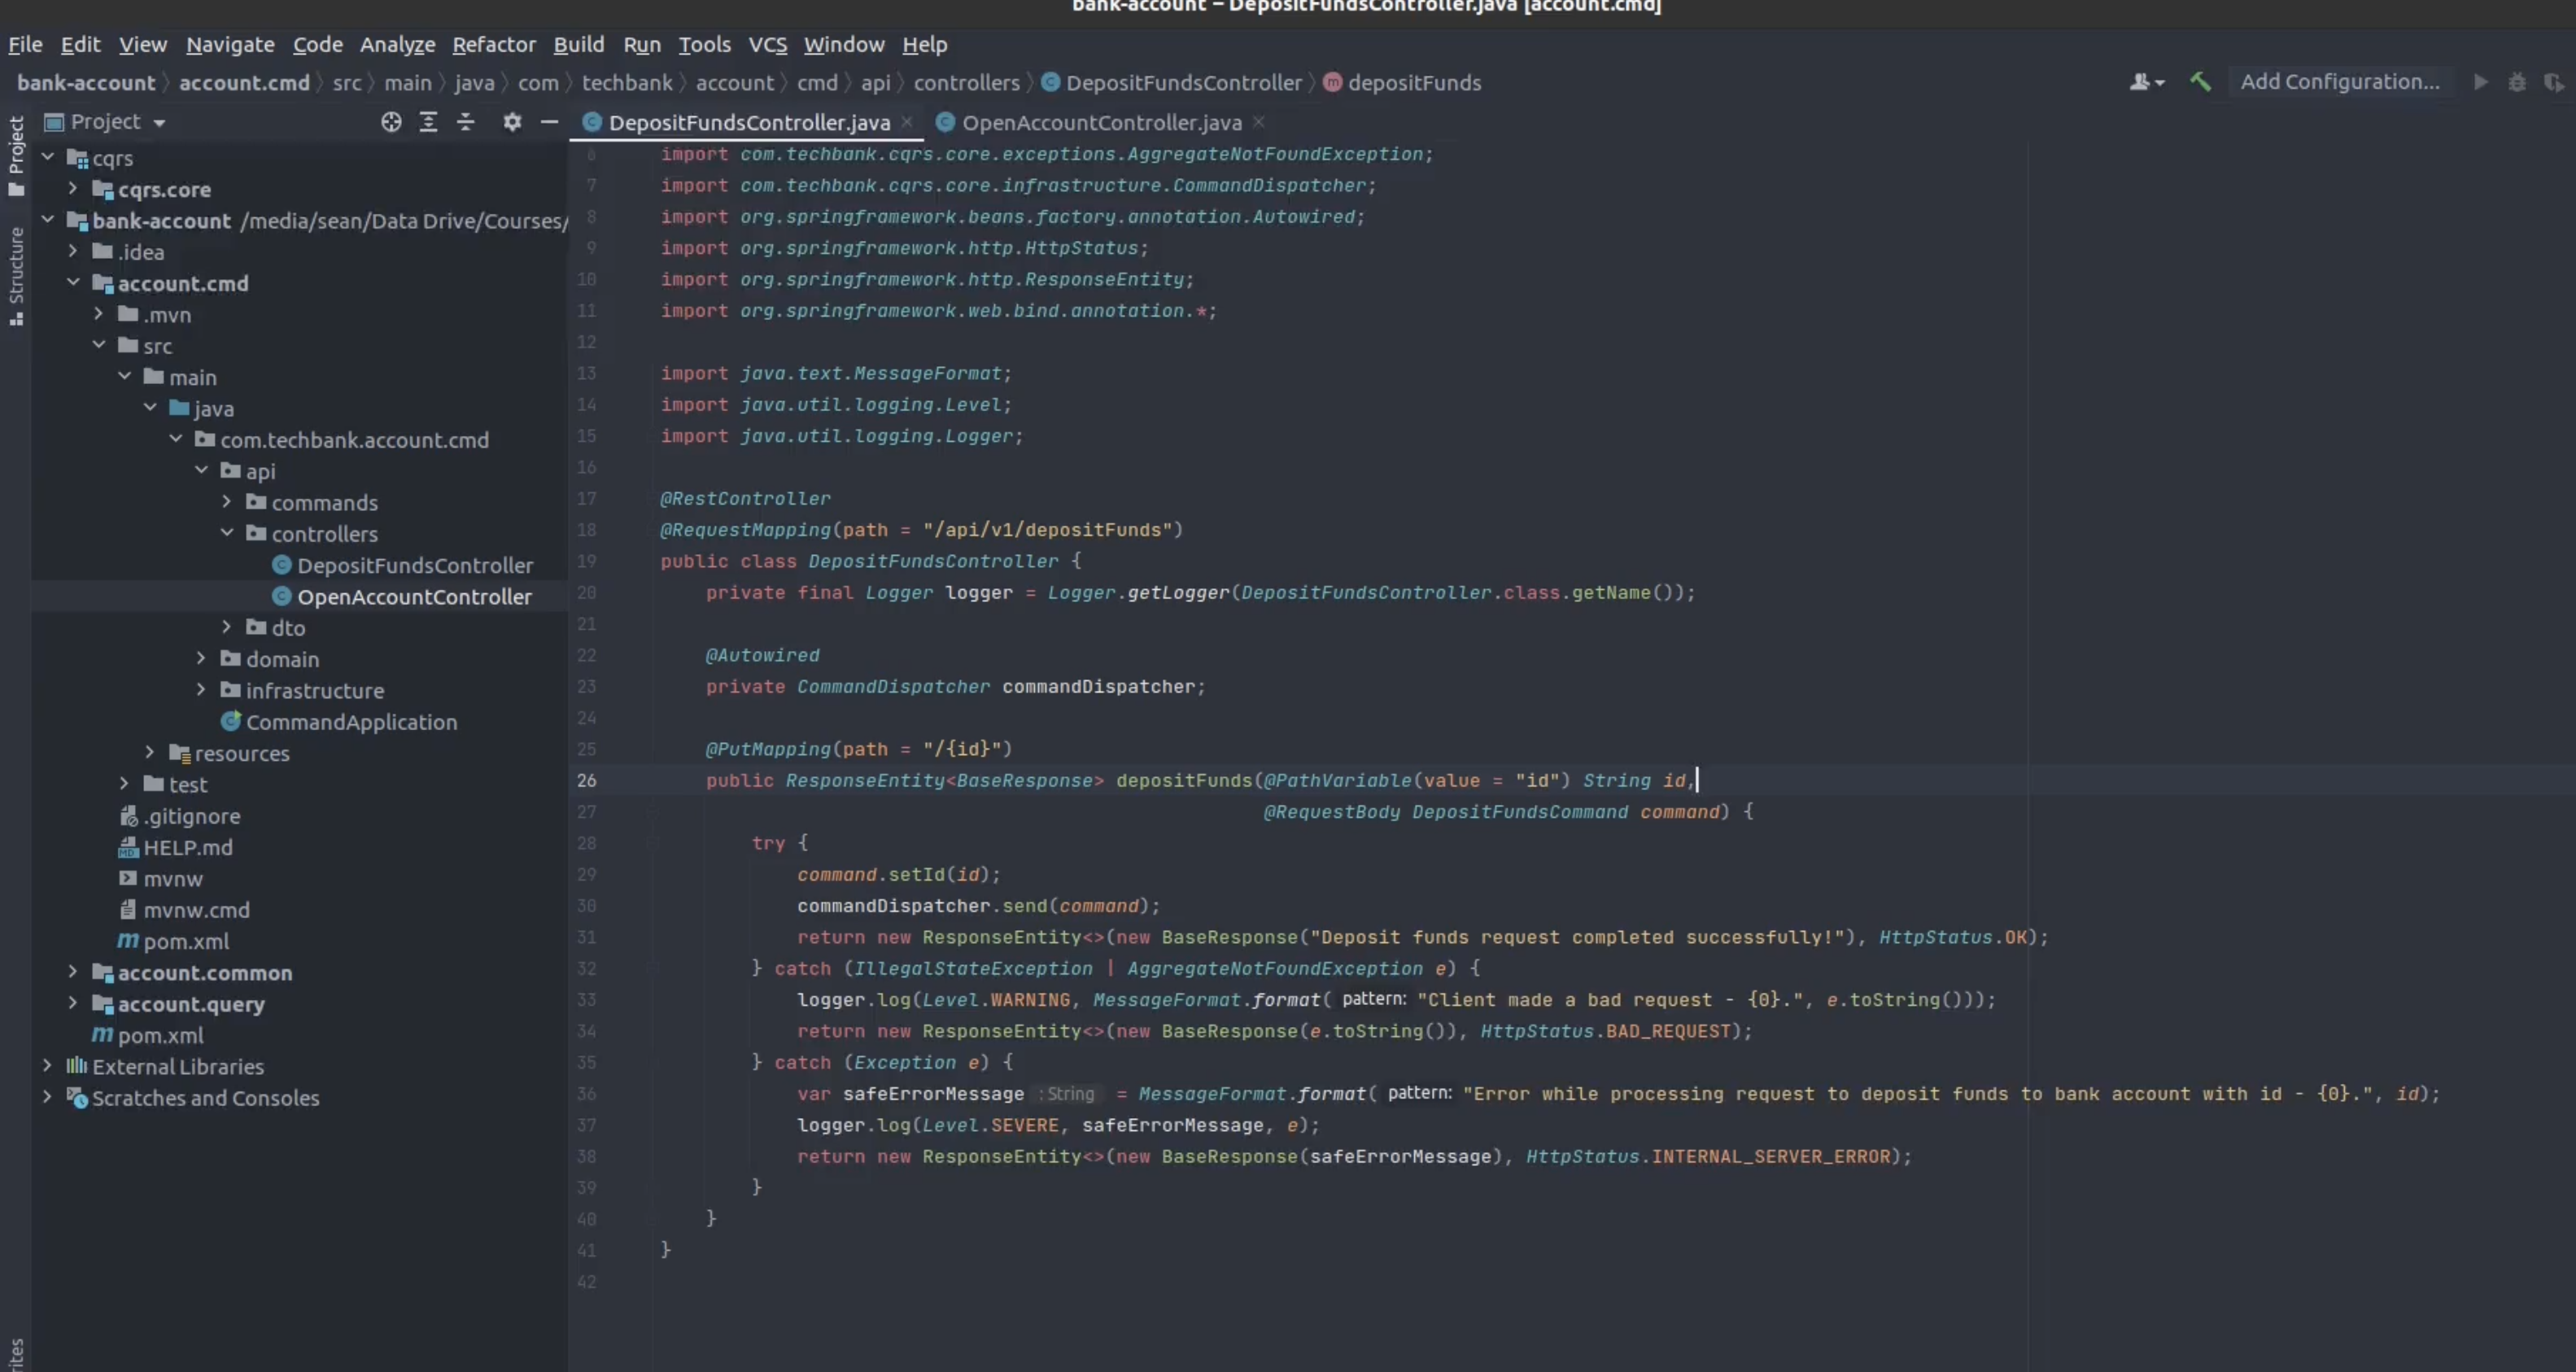 bank-account – DepositFundsController.java [account.cmd]
File Edit View Navigate Code Analyze Refactor Build Run Tools VCS Window Help
bank-account account.cmd src main java com techbank account cmd api controllers DepositFundsController depositFunds Add Configuration...
Project
DepositFundsController.java OpenAccountController.java
Project
Structure
cqrs
cqrs.core
bank-account /media/sean/Data Drive/Courses/
.idea
account.cmd
.mvn
src
main
java
com.techbank.account.cmd
api
commands
controllers
DepositFundsController
OpenAccountController
dto
domain
infrastructure
CommandApplication
resources
test
.gitignore
HELP.md
mvnw
mvnw.cmd
pom.xml
account.common
account.query
pom.xml
External Libraries
Scratches and Consoles
6 import com.techbank.cqrs.core.exceptions.AggregateNotFoundException;
7 import com.techbank.cqrs.core.infrastructure.CommandDispatcher;
8 import org.springframework.beans.factory.annotation.Autowired;
9 import org.springframework.http.HttpStatus;
10 import org.springframework.http.ResponseEntity;
11 import org.springframework.web.bind.annotation.*;
12
13 import java.text.MessageFormat;
14 import java.util.logging.Level;
15 import java.util.logging.Logger;
16
17 @RestController
18 @RequestMapping(path = "/api/v1/depositFunds")
19 public class DepositFundsController {
20 private final Logger logger = Logger.getLogger(DepositFundsController.class.getName());
21
22 @Autowired
23 private CommandDispatcher commandDispatcher;
24
25 @PutMapping(path = "/{id}")
26 public ResponseEntity<BaseResponse> depositFunds(@PathVariable(value = "id") String id,
27 @RequestBody DepositFundsCommand command) {
28 try {
29 command.setId(id);
30 commandDispatcher.send(command);
31 return new ResponseEntity<>(new BaseResponse("Deposit funds request completed successfully!"), HttpStatus.OK);
32 } catch (IllegalStateException | AggregateNotFoundException e) {
33 logger.log(Level.WARNING, MessageFormat.format( pattern: "Client made a bad request - {0}.", e.toString()));
34 return new ResponseEntity<>(new BaseResponse(e.toString()), HttpStatus.BAD_REQUEST);
35 } catch (Exception e) {
36 var safeErrorMessage : String = MessageFormat.format( pattern: "Error while processing request to deposit funds to bank account with id - {0}.", id);
37 logger.log(Level.SEVERE, safeErrorMessage, e);
38 return new ResponseEntity<>(new BaseResponse(safeErrorMessage), HttpStatus.INTERNAL_SERVER_ERROR);
39 }
40 }
41 }
42